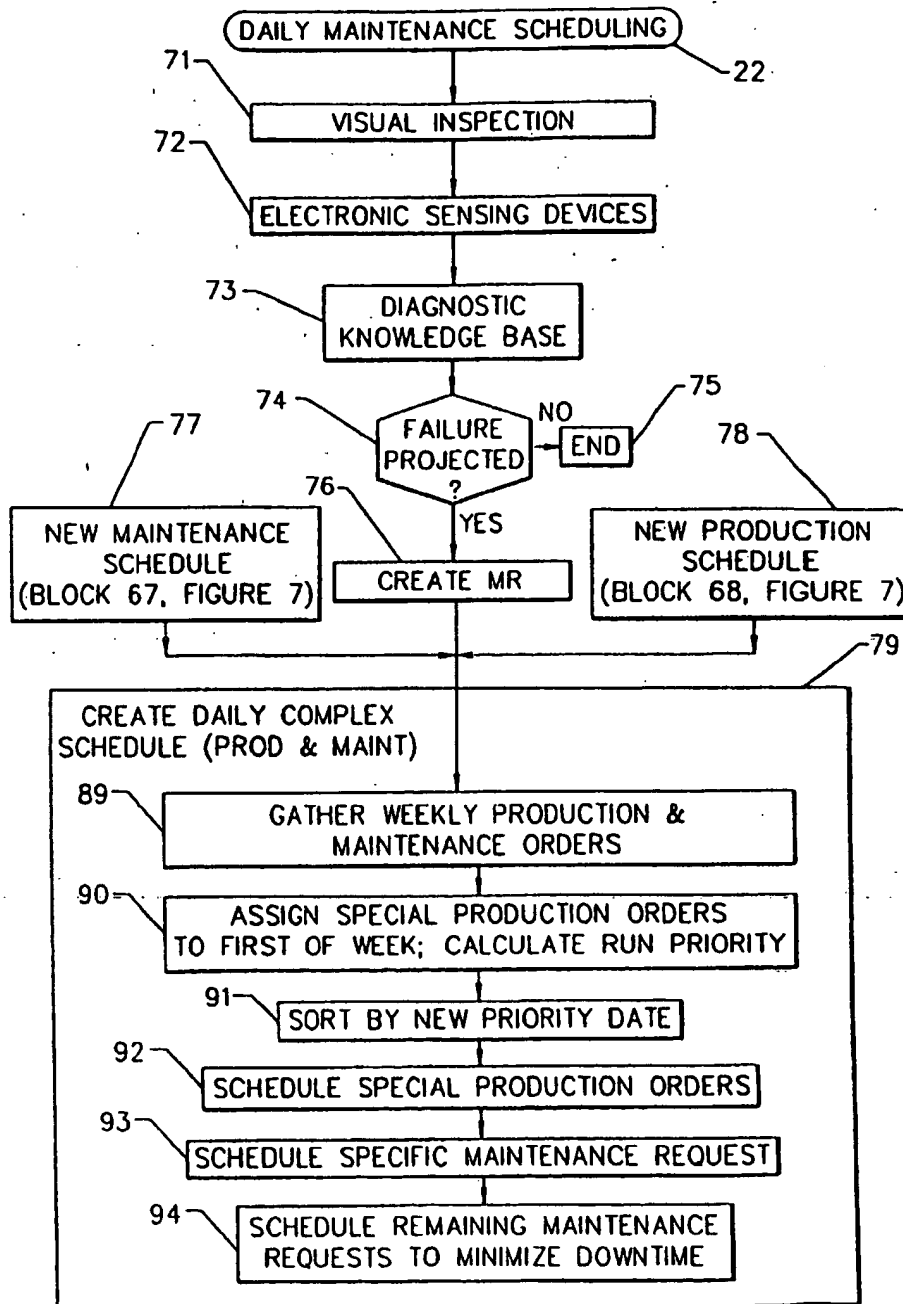 DAILY MAINTENANCE SCHEDULING
22
71
VISUAL INSPECTION
72
ELECTRONIC SENSING DEVICES
73
DIAGNOSTIC
KNOWLEDGE BASE
74
FAILURE
PROJECTED
?
NO
75
END
YES
77
NEW MAINTENANCE
SCHEDULE
(BLOCK 67, FIGURE 7)
76
CREATE MR
78
NEW PRODUCTION
SCHEDULE
(BLOCK 68, FIGURE 7)
79
CREATE DAILY COMPLEX
SCHEDULE (PROD & MAINT)
89
GATHER WEEKLY PRODUCTION &
MAINTENANCE ORDERS
90
ASSIGN SPECIAL PRODUCTION ORDERS
TO FIRST OF WEEK; CALCULATE RUN PRIORITY
91
SORT BY NEW PRIORITY DATE
92
SCHEDULE SPECIAL PRODUCTION ORDERS
93
SCHEDULE SPECIFIC MAINTENANCE REQUEST
94
SCHEDULE REMAINING MAINTENANCE
REQUESTS TO MINIMIZE DOWNTIME